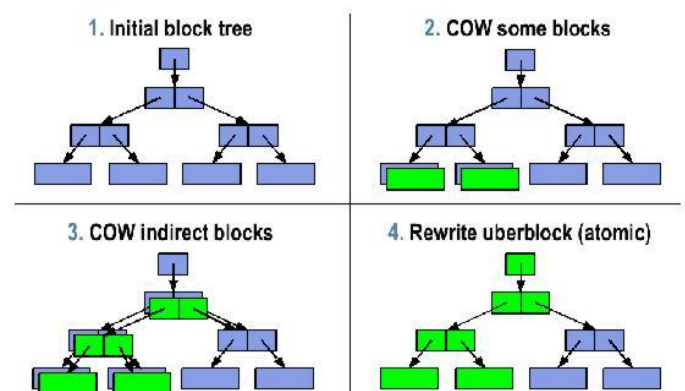 1. Initial block tree
2. COW some blocks
3. COW indirect blocks
4. Rewrite uberblock (atomic)